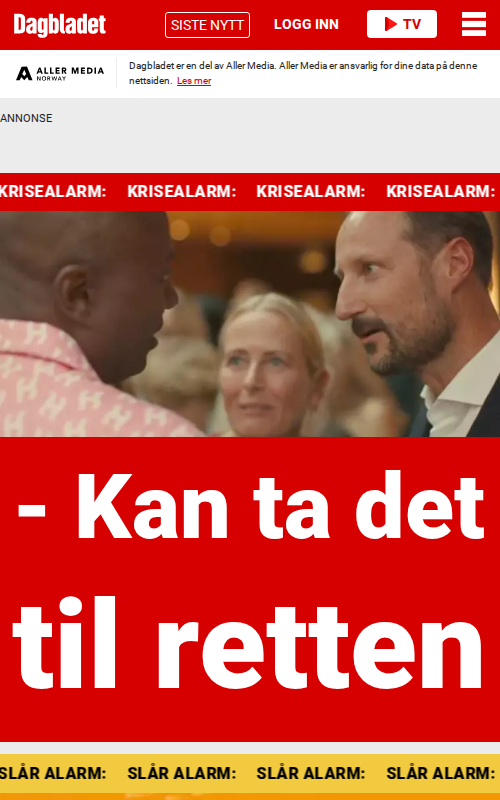 Dagbladet
SISTE NYTT
LOGG INN
TV
ALLER MEDIA
NORWAY
Dagbladet er en del av Aller Media. Aller Media er ansvarlig for dine data på denne
nettsiden. Les mer
ANNONSE
KRISEALARM: KRISEALARM: KRISEALARM: KRISEALARM:
- Kan ta det
til retten
SLÅR ALARM: SLÅR ALARM: SLÅR ALARM: SLÅR ALARM: